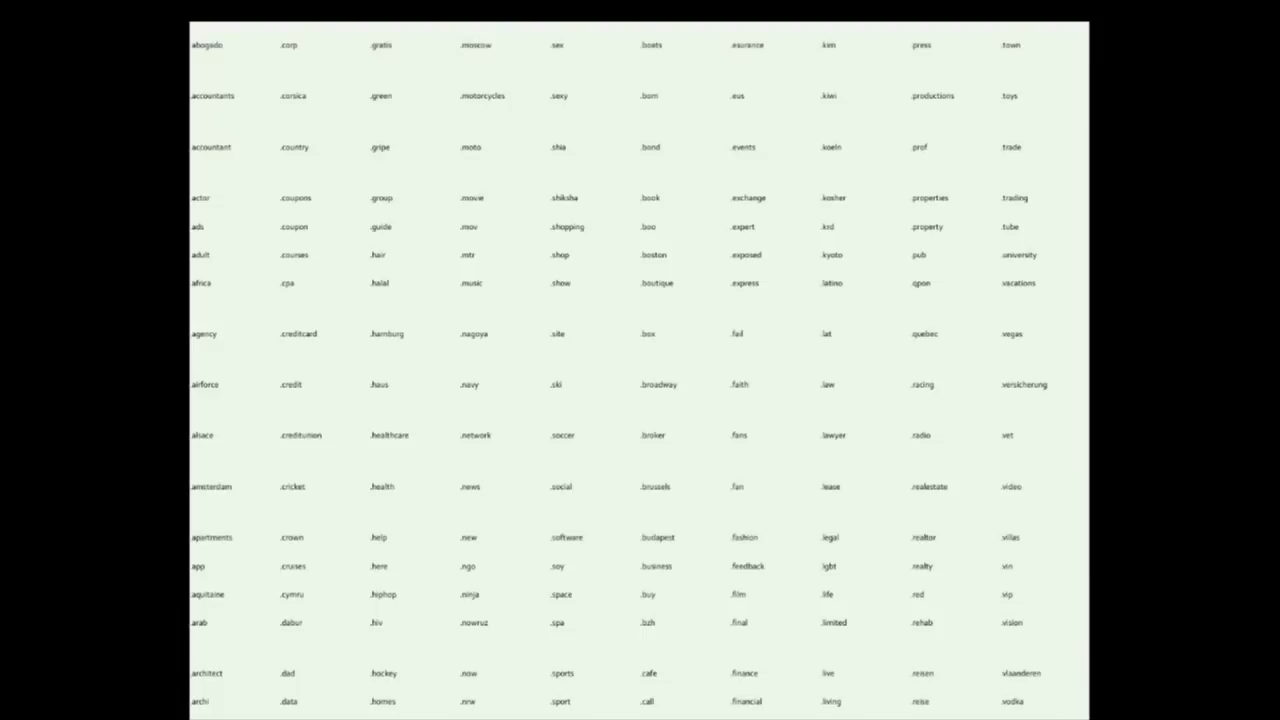 .abogado .corp .gratis .moscow .sex .boats .esurance .kim .press .town
.accountants .corsica .green .motorcycles .sexy .bom .eus .kiwi .productions .toys
.accountant .country .gripe .moto .shia .bond .events .koeln .prof .trade
.actor .coupons .group .movie .shiksha .book .exchange .kosher .properties .trading
.ads .coupon .guide .mov .shopping .boo .expert .krd .property .tube
.adult .courses .hair .mtr .shop .boston .exposed .kyoto .pub .university
.africa .cpa .halal .music .show .boutique .express .latino .qpon .vacations
.agency .creditcard .hamburg .nagoya .site .box .fail .lat .quebec .vegas
.airforce .credit .haus .navy .ski .broadway .faith .law .racing .versicherung
.alsace .creditunion .healthcare .network .soccer .broker .fans .lawyer .radio .vet
.amsterdam .cricket .health .news .social .brussels .fan .lease .realestate .video
.apartments .crown .help .new .software .budapest .fashion .legal .realtor .villas
.app .cruises .here .ngo .soy .business .feedback .lgbt .realty .vin
.aquitaine .cymru .hiphop .ninja .space .buy .film .life .red .vip
.arab .dabur .hiv .nowruz .spa .bzh .final .limited .rehab .vision
.architect .dad .hockey .now .sports .cafe .finance .live .reisen .vlaanderen
.archi .data .homes .nrw .sport .call .financial .living .reise .vodka